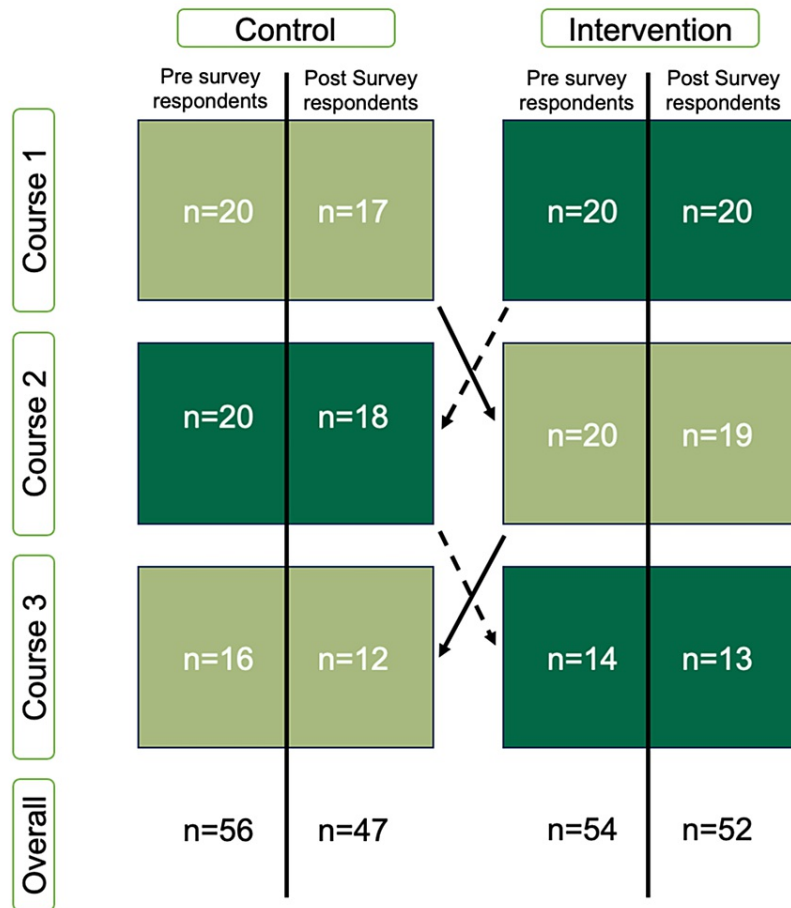 Control
Intervention
Pre survey
respondents
Post Survey
respondents
Pre survey
respondents
Post Survey
respondents
Course 1
n=20
n=17
n=20
n=20
Course 2
n=20
n=18
n=20
n=19
Course 3
n=16
n=12
n=14
n=13
Overall
n=56
n=47
n=54
n=52